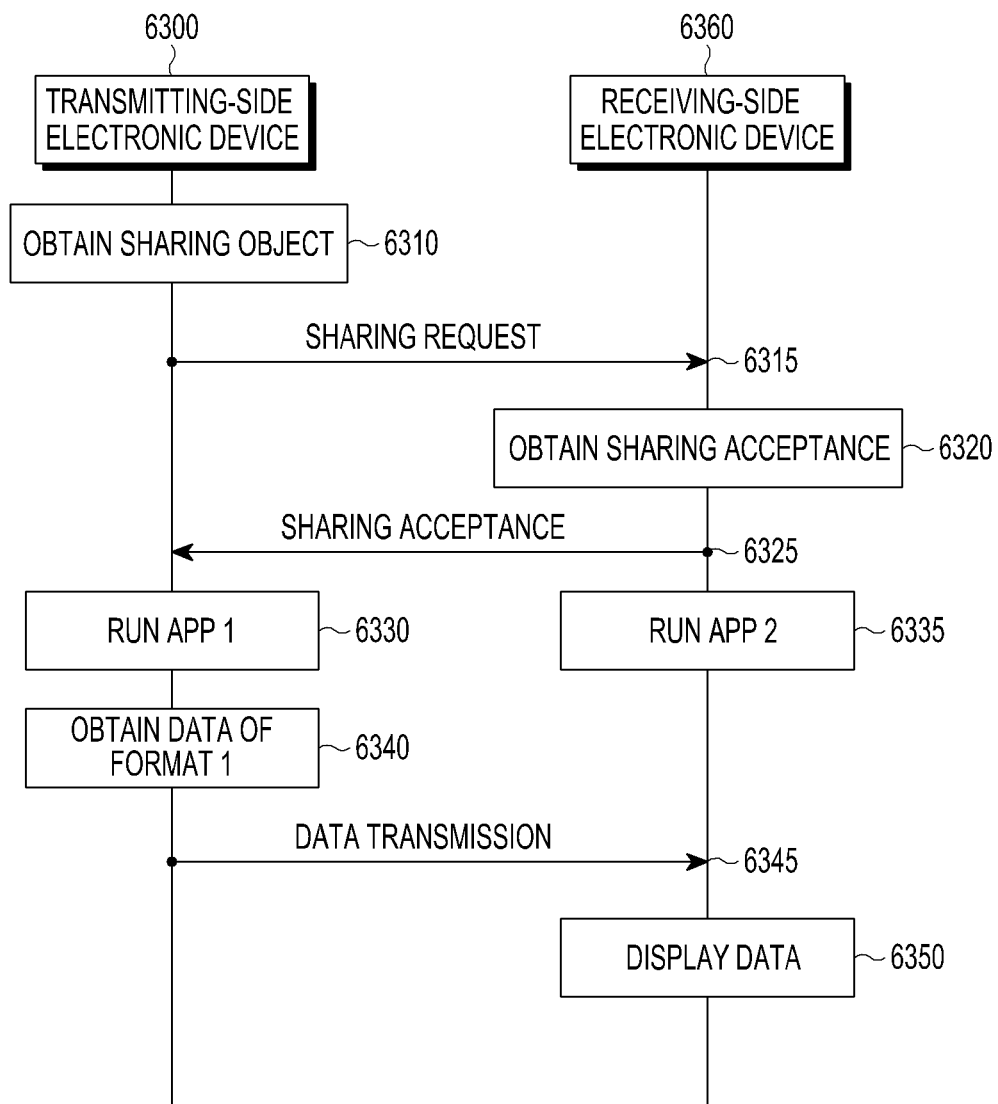 6300
6360
TRANSMITTING-SIDE
ELECTRONIC DEVICE
RECEIVING-SIDE
ELECTRONIC DEVICE
OBTAIN SHARING OBJECT
6310
SHARING REQUEST
6315
OBTAIN SHARING ACCEPTANCE
6320
SHARING ACCEPTANCE
6325
RUN APP 1
6330
RUN APP 2
6335
OBTAIN DATA OF
FORMAT 1
6340
DATA TRANSMISSION
6345
DISPLAY DATA
6350